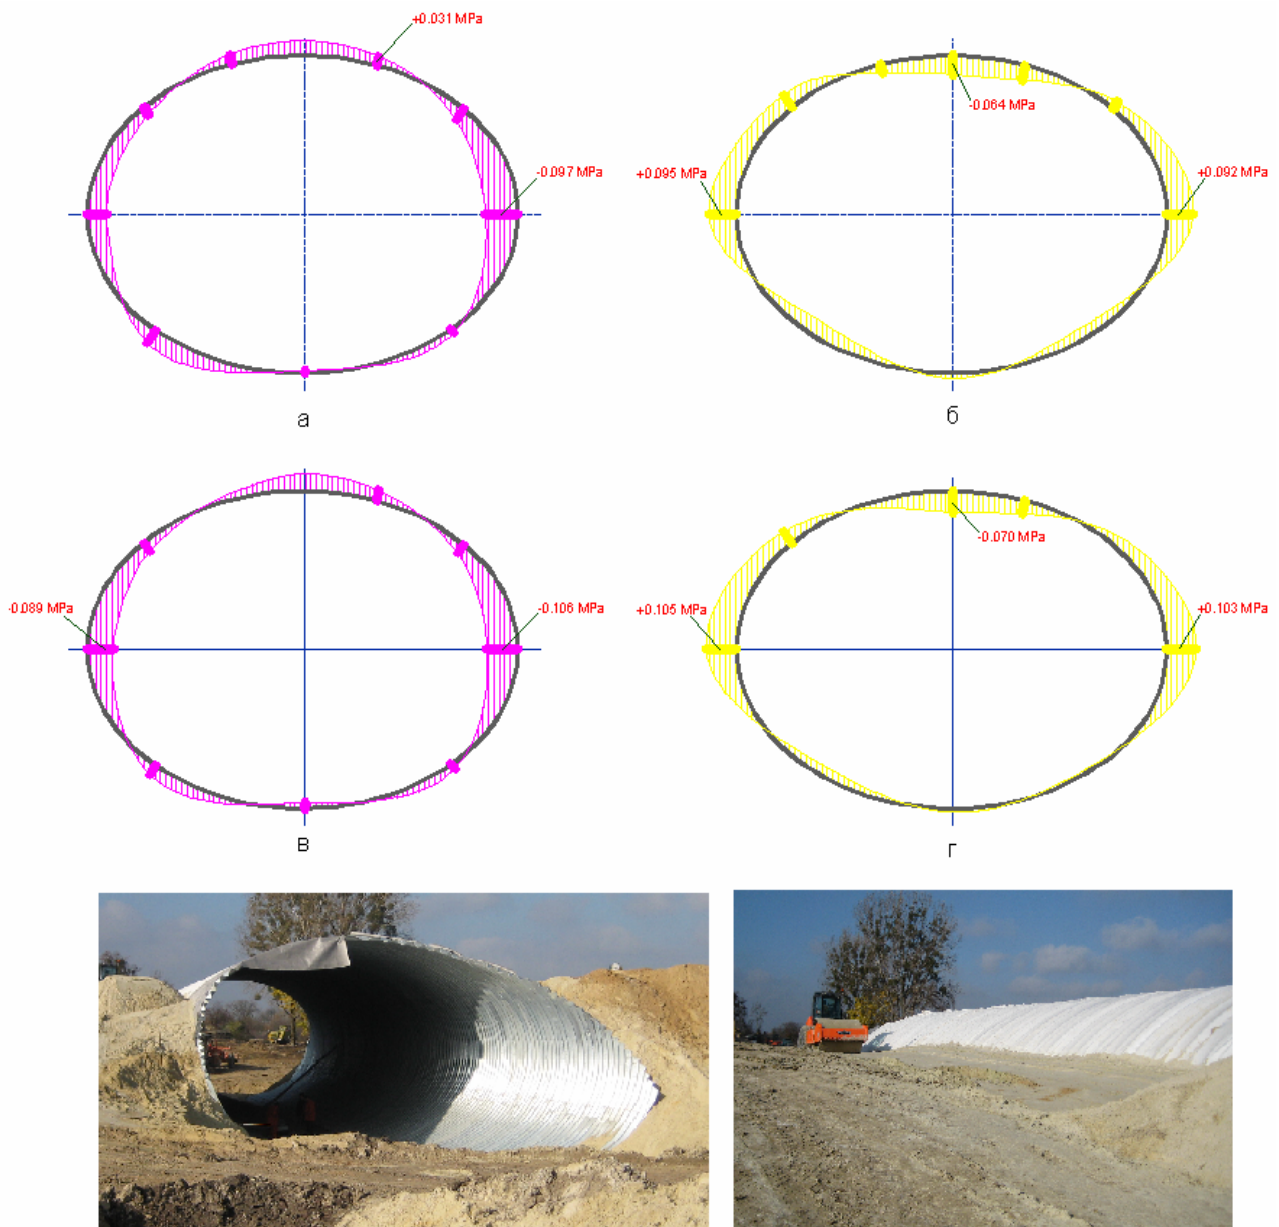 +0.031 MPa
-0.097 MPa
а
-0.064 MPa
+0.095 MPa
+0.092 MPa
б
-0.089 MPa
-0.106 MPa
в
-0.070 MPa
+0.105 MPa
+0.103 MPa
г